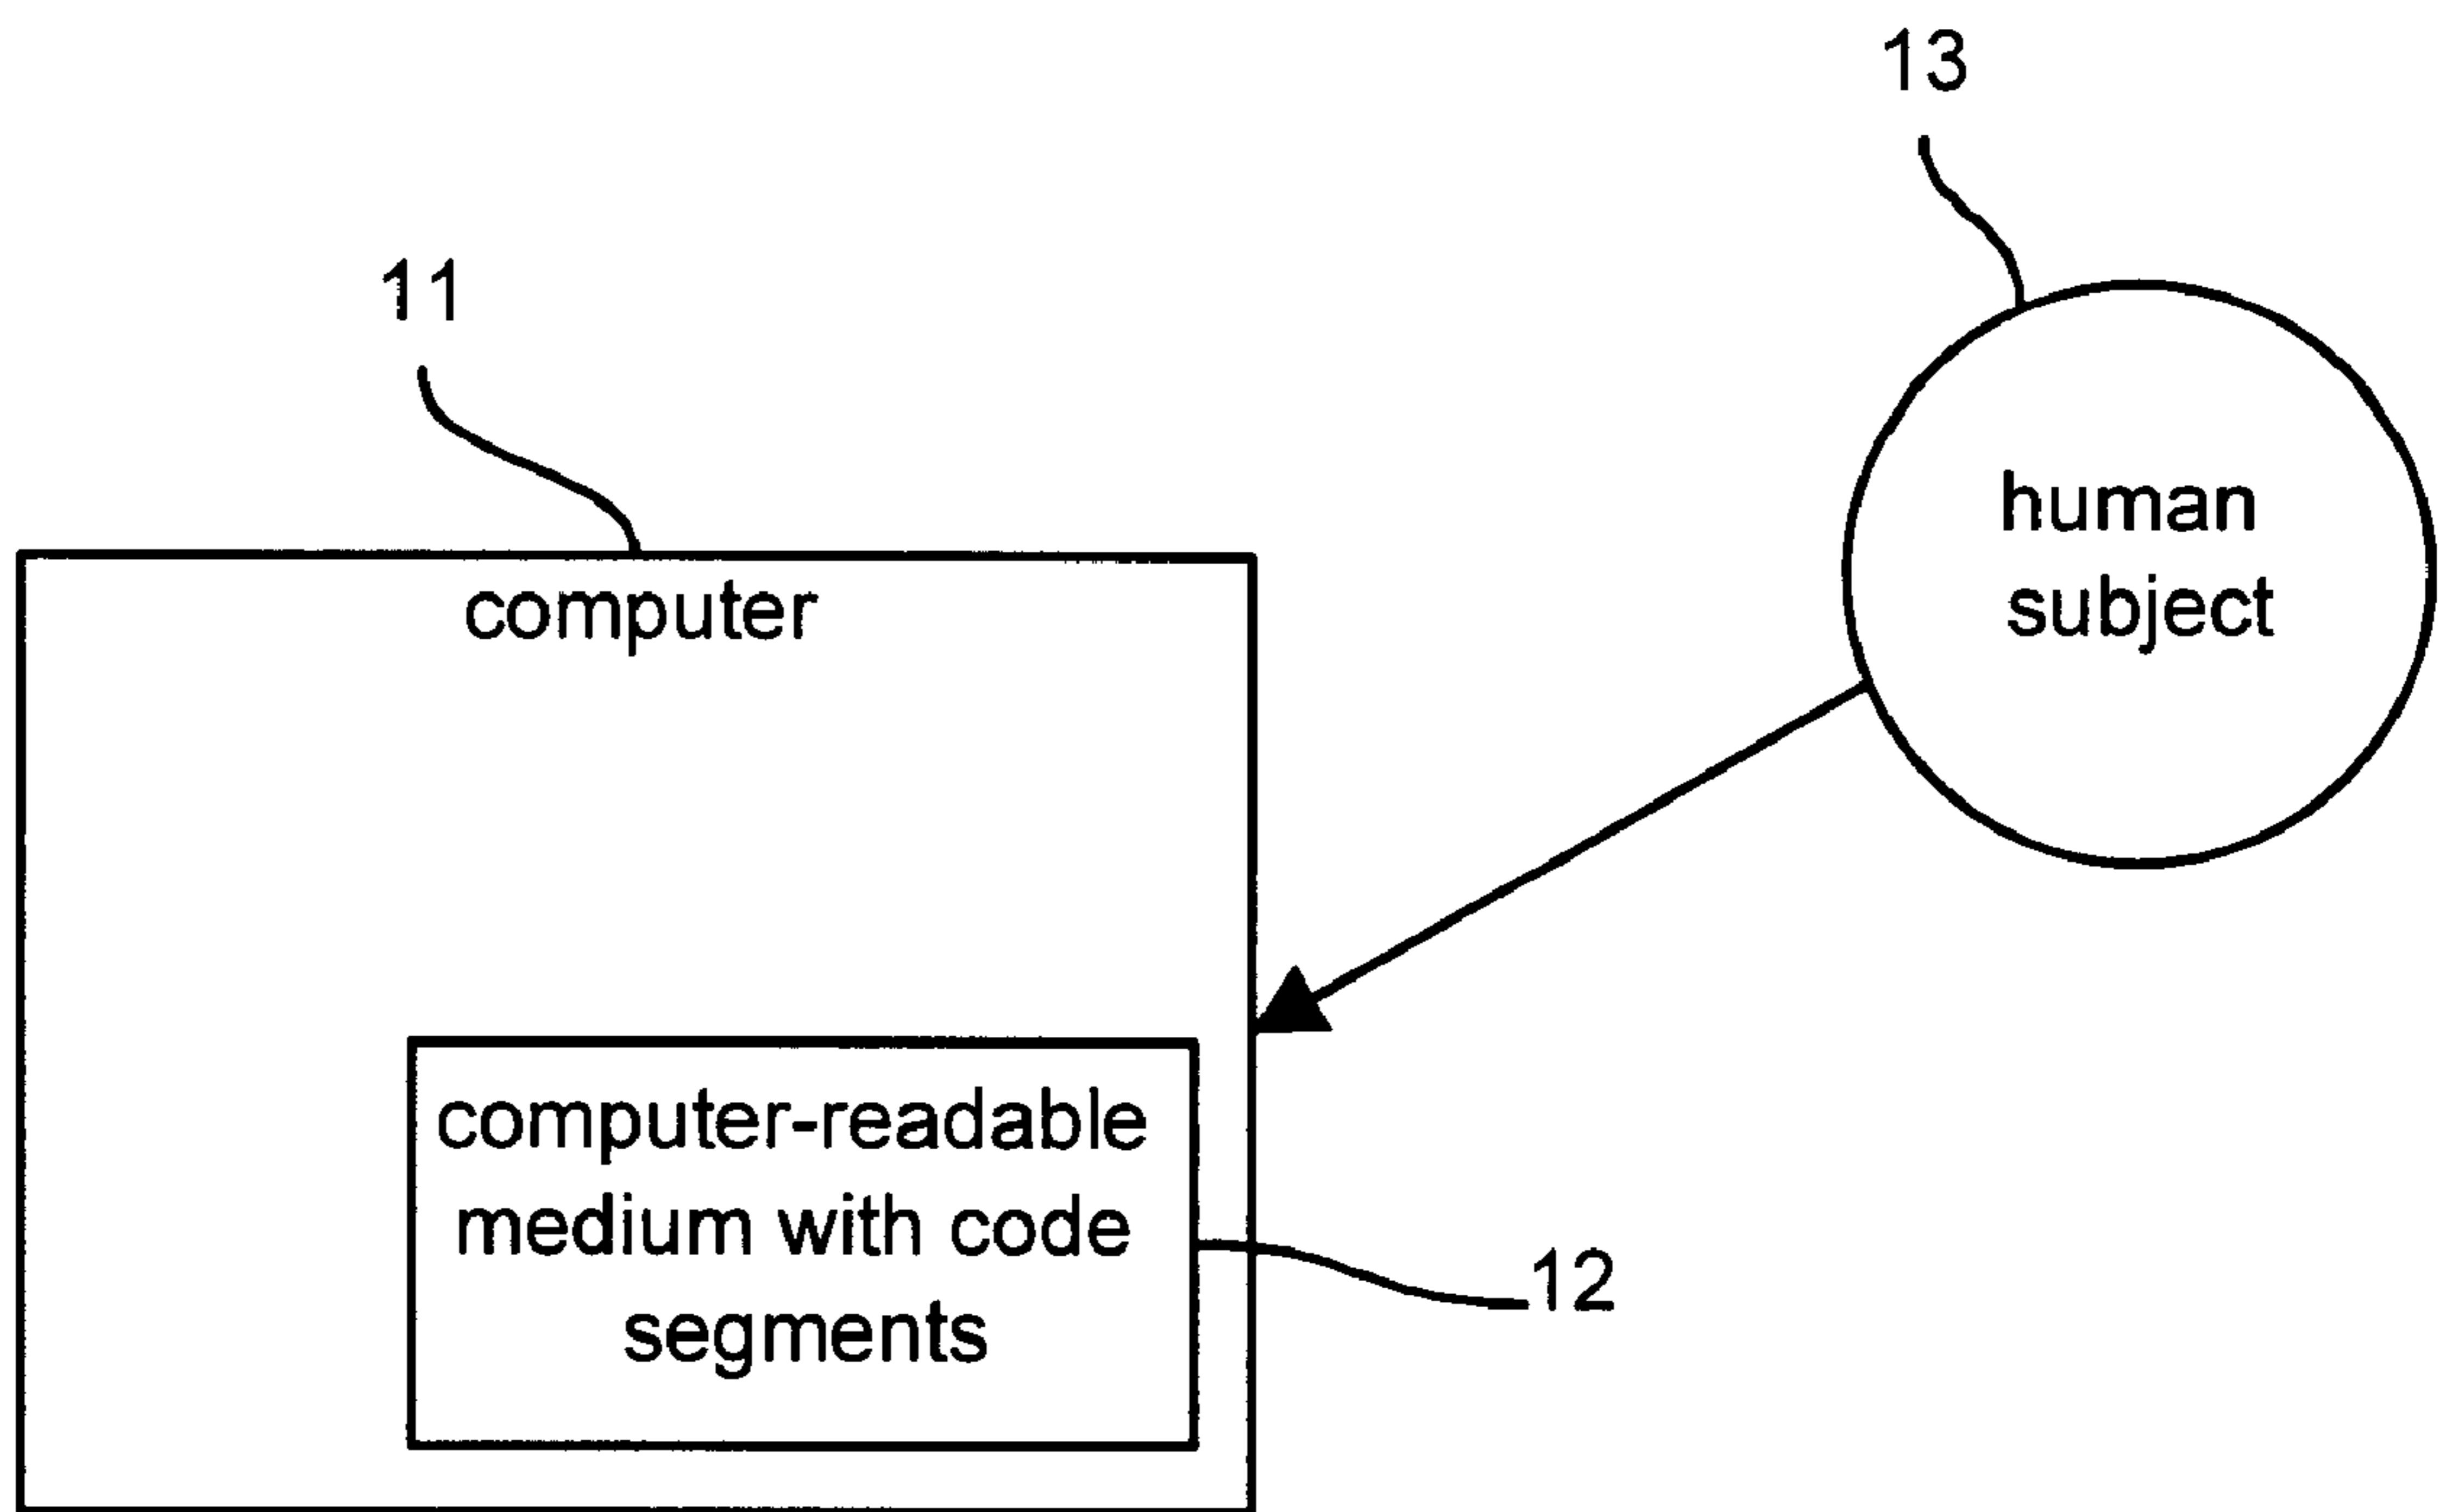 13
11
human
subject
computer
computer-readable
medium with code
segments
12